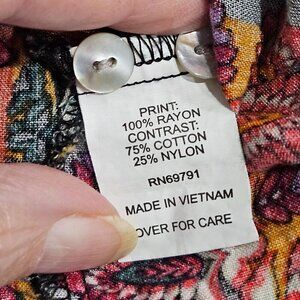 PRINT:
100% RAYON
CONTRAST:
75% COTTON
25% NYLON
RN69791
MADE IN VIETNAM
OVER FOR CARE